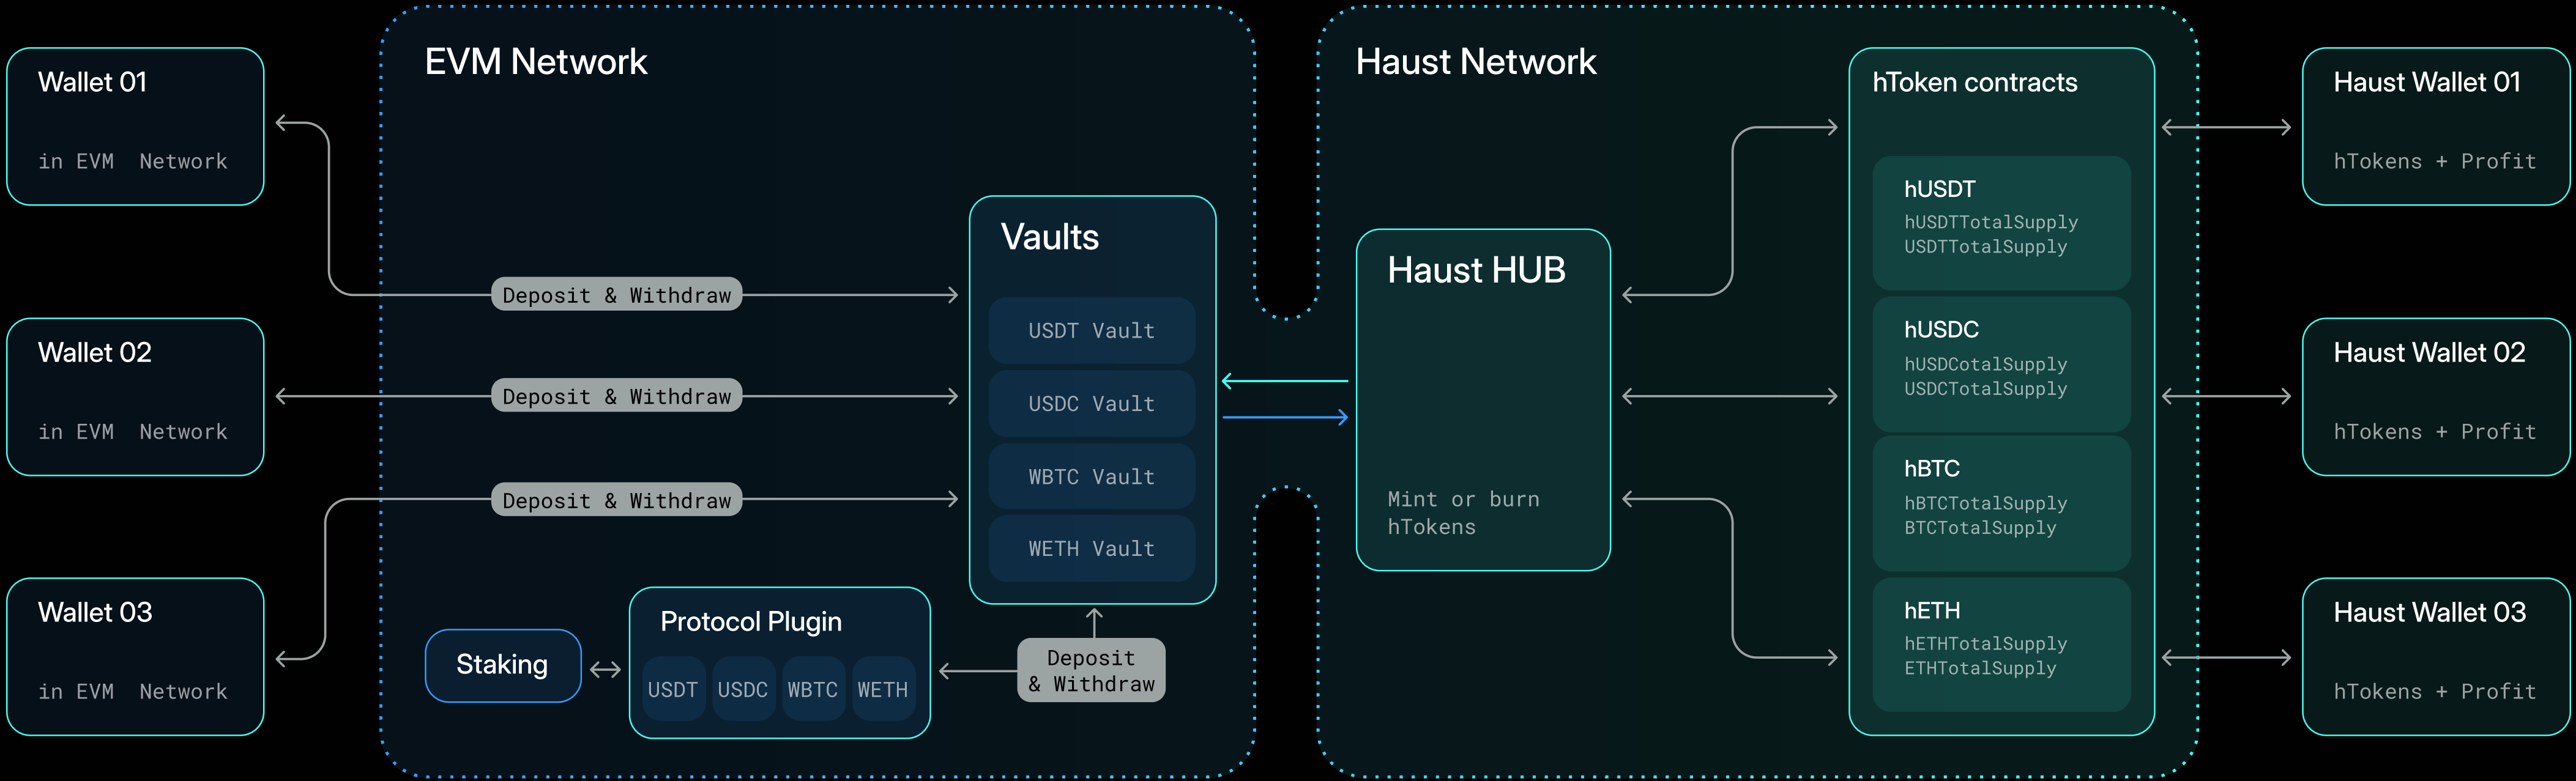 Wallet 01
in EVM  Network
Wallet 02
in EVM  Network
Wallet 03
in EVM  Network
EVM Network
Deposit & Withdraw
Deposit & Withdraw
Deposit & Withdraw
Vaults
USDT Vault
USDC Vault
WBTC Vault
WETH Vault
Staking
Protocol Plugin
USDT
USDC
WBTC
WETH
Deposit
& Withdraw
Haust Network
Haust HUB
Mint or burn
hTokens
hToken contracts
hUSDT
hUSDTTotalSupply
USDTTotalSupply
hUSDC
hUSDCotalSupply
USDCTotalSupply
hBTC
hBTCTotalSupply
BTCTotalSupply
hETH
hETHTotalSupply
ETHTotalSupply
Haust Wallet 01
hTokens + Profit
Haust Wallet 02
hTokens + Profit
Haust Wallet 03
hTokens + Profit